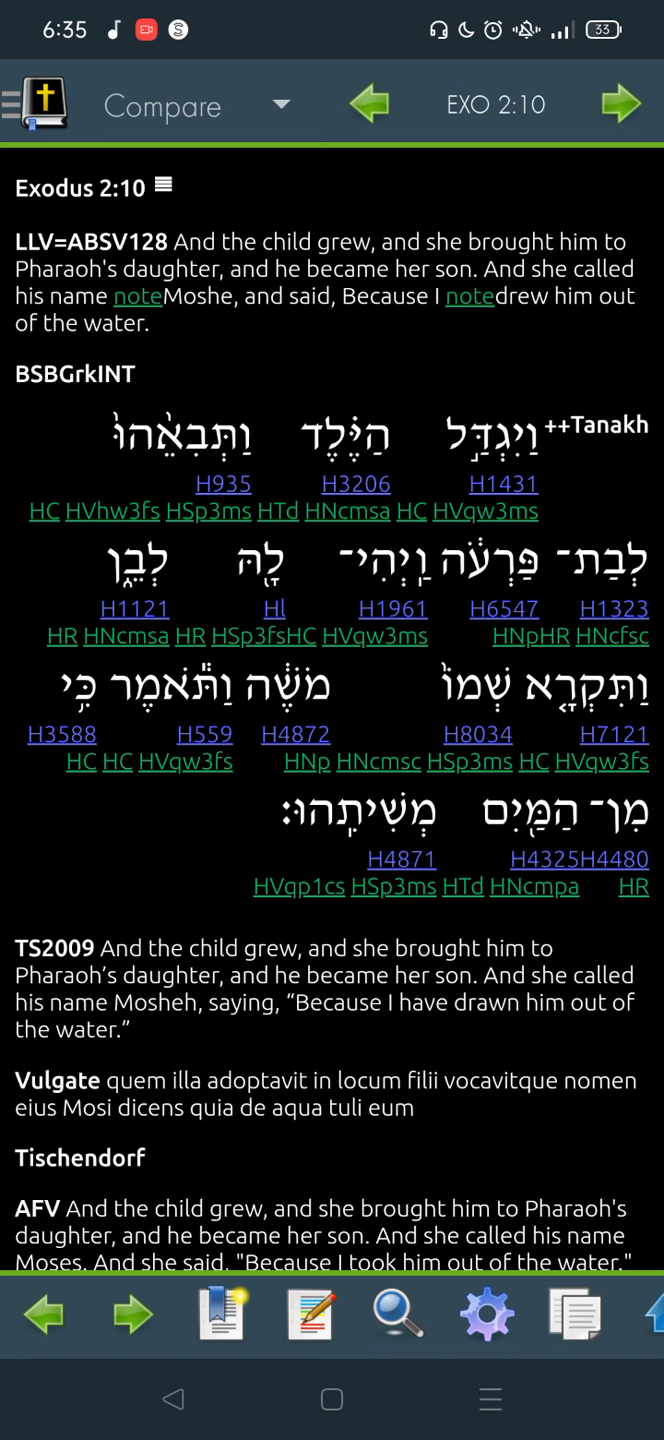 6:35
33
Compare
EXO 2:10
Exodus 2:10
LLV=ABSV128 And the child grew, and she brought him to
Pharaoh's daughter, and he became her son. And she called
his name noteMoshe, and said, Because I notedrew him out
of the water.
BSBGrkINT
++Tanakh וַיִגְדַּ֣ל הַיֶּ֗לֶד וַתְּבִאֵ֙הוּ֙
H935 H3206 H1431
HC HVhw3fs HSp3ms HTd HNcmsa HC HVqw3ms
לְבַת־ פַּרְעֹ֔ה וַֽיְהִי־ לָ֖הּ לְבֵ֑ן
H1121 Hl H1961 H6547 H1323
HR HNcmsa HR HSp3fsHC HVqw3ms HNpHR HNcfsc
וַתִּקְרָ֤א שְׁמוֹ֙ מֹשֶׁ֔ה וַתֹּ֕אמֶר כִּ֥י
H3588 H559 H4872 H8034 H7121
HC HC HVqw3fs HNp HNcmsc HSp3ms HC HVqw3fs
מִן־ הַמַּ֖יִם מְשִׁיתִֽהוּ׃
H4871 H4325H4480
HVqp1cs HSp3ms HTd HNcmpa HR
TS2009 And the child grew, and she brought him to
Pharaoh’s daughter, and he became her son. And she called
his name Mosheh, saying, “Because I have drawn him out of
the water.”
Vulgate quem illa adoptavit in locum filii vocavitque nomen
eius Mosi dicens quia de aqua tuli eum
Tischendorf
AFV And the child grew, and she brought him to Pharaoh's
daughter, and he became her son. And she called his name
Moses. And she said, "Because I took him out of the water."